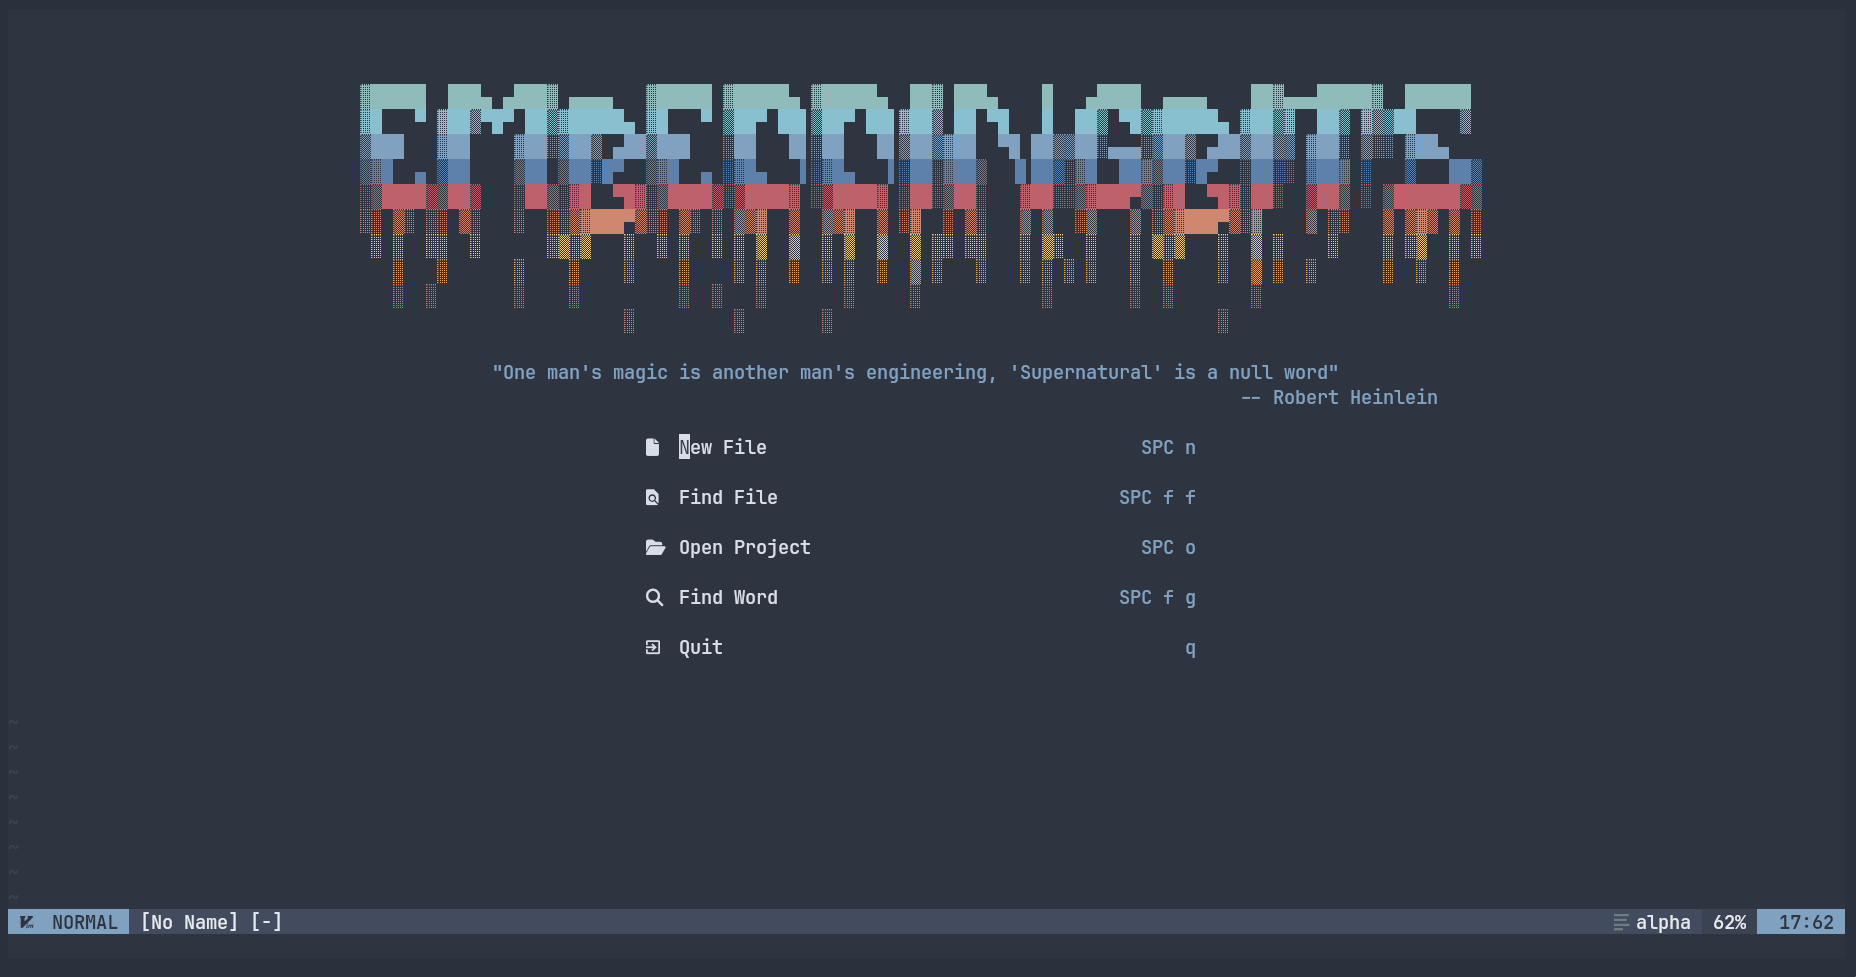 EMBEDDINGBITS
"One man's magic is another man's engineering, 'Supernatural' is a null word"
-- Robert Heinlein
New File SPC n
Find File SPC f f
Open Project SPC o
Find Word SPC f g
Quit q
~
~
~
~
~
~
~
~
NORMAL [No Name] [-] alpha 62% 17:62